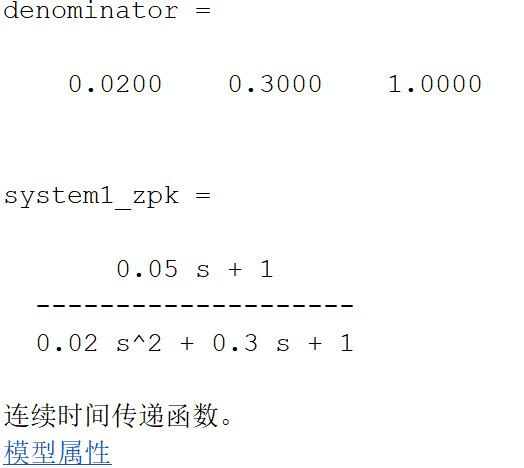 denominator =
0.0200 0.3000 1.0000
system1_zpk =
0.05 s + 1
---------------------
0.02 s^2 + 0.3 s + 1
连续时间传递函数。
模型属性